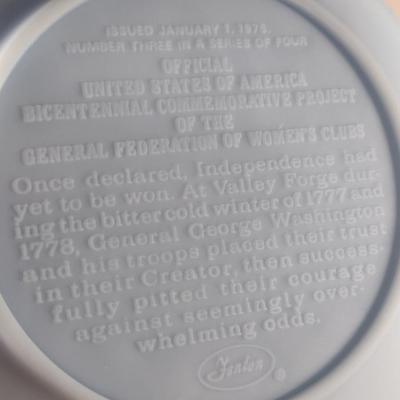 ISSUED JANUARY 1, 1976.
NUMBER THREE IN A SERIES OF FOUR
OFFICIAL
UNITED STATES OF AMERICA
BICENTENNIAL COMMEMORATIVE PROJECT
OF THE
GENERAL FEDERATION OF WOMEN'S CLUBS
Once declared, Independence had
yet to be won. At Valley Forge dur-
ing the bitter cold winter of 1777 and
1778, General George Washington
and his troops placed their trust
in their Creator, then success-
fully pitted their courage
against seemingly over-
whelming odds.
Fenton ®